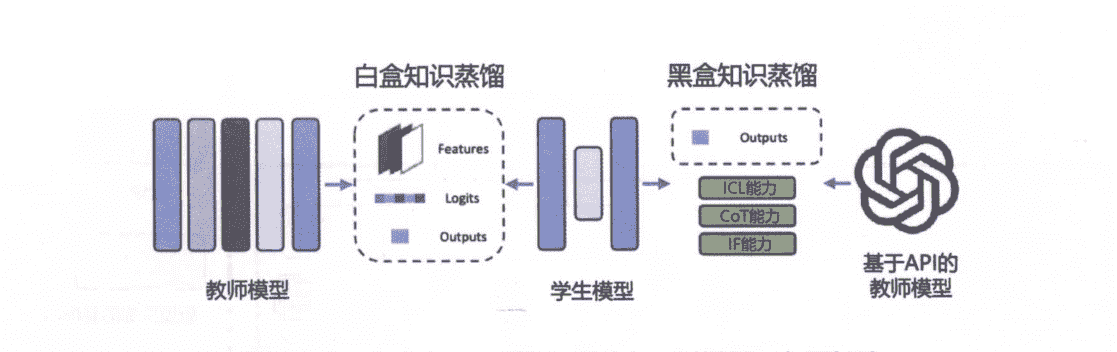 白盒知识蒸馏
Features
Logits
Outputs
教师模型
学生模型
黑盒知识蒸馏
Outputs
ICL能力
CoT能力
IF能力
基于API的
教师模型